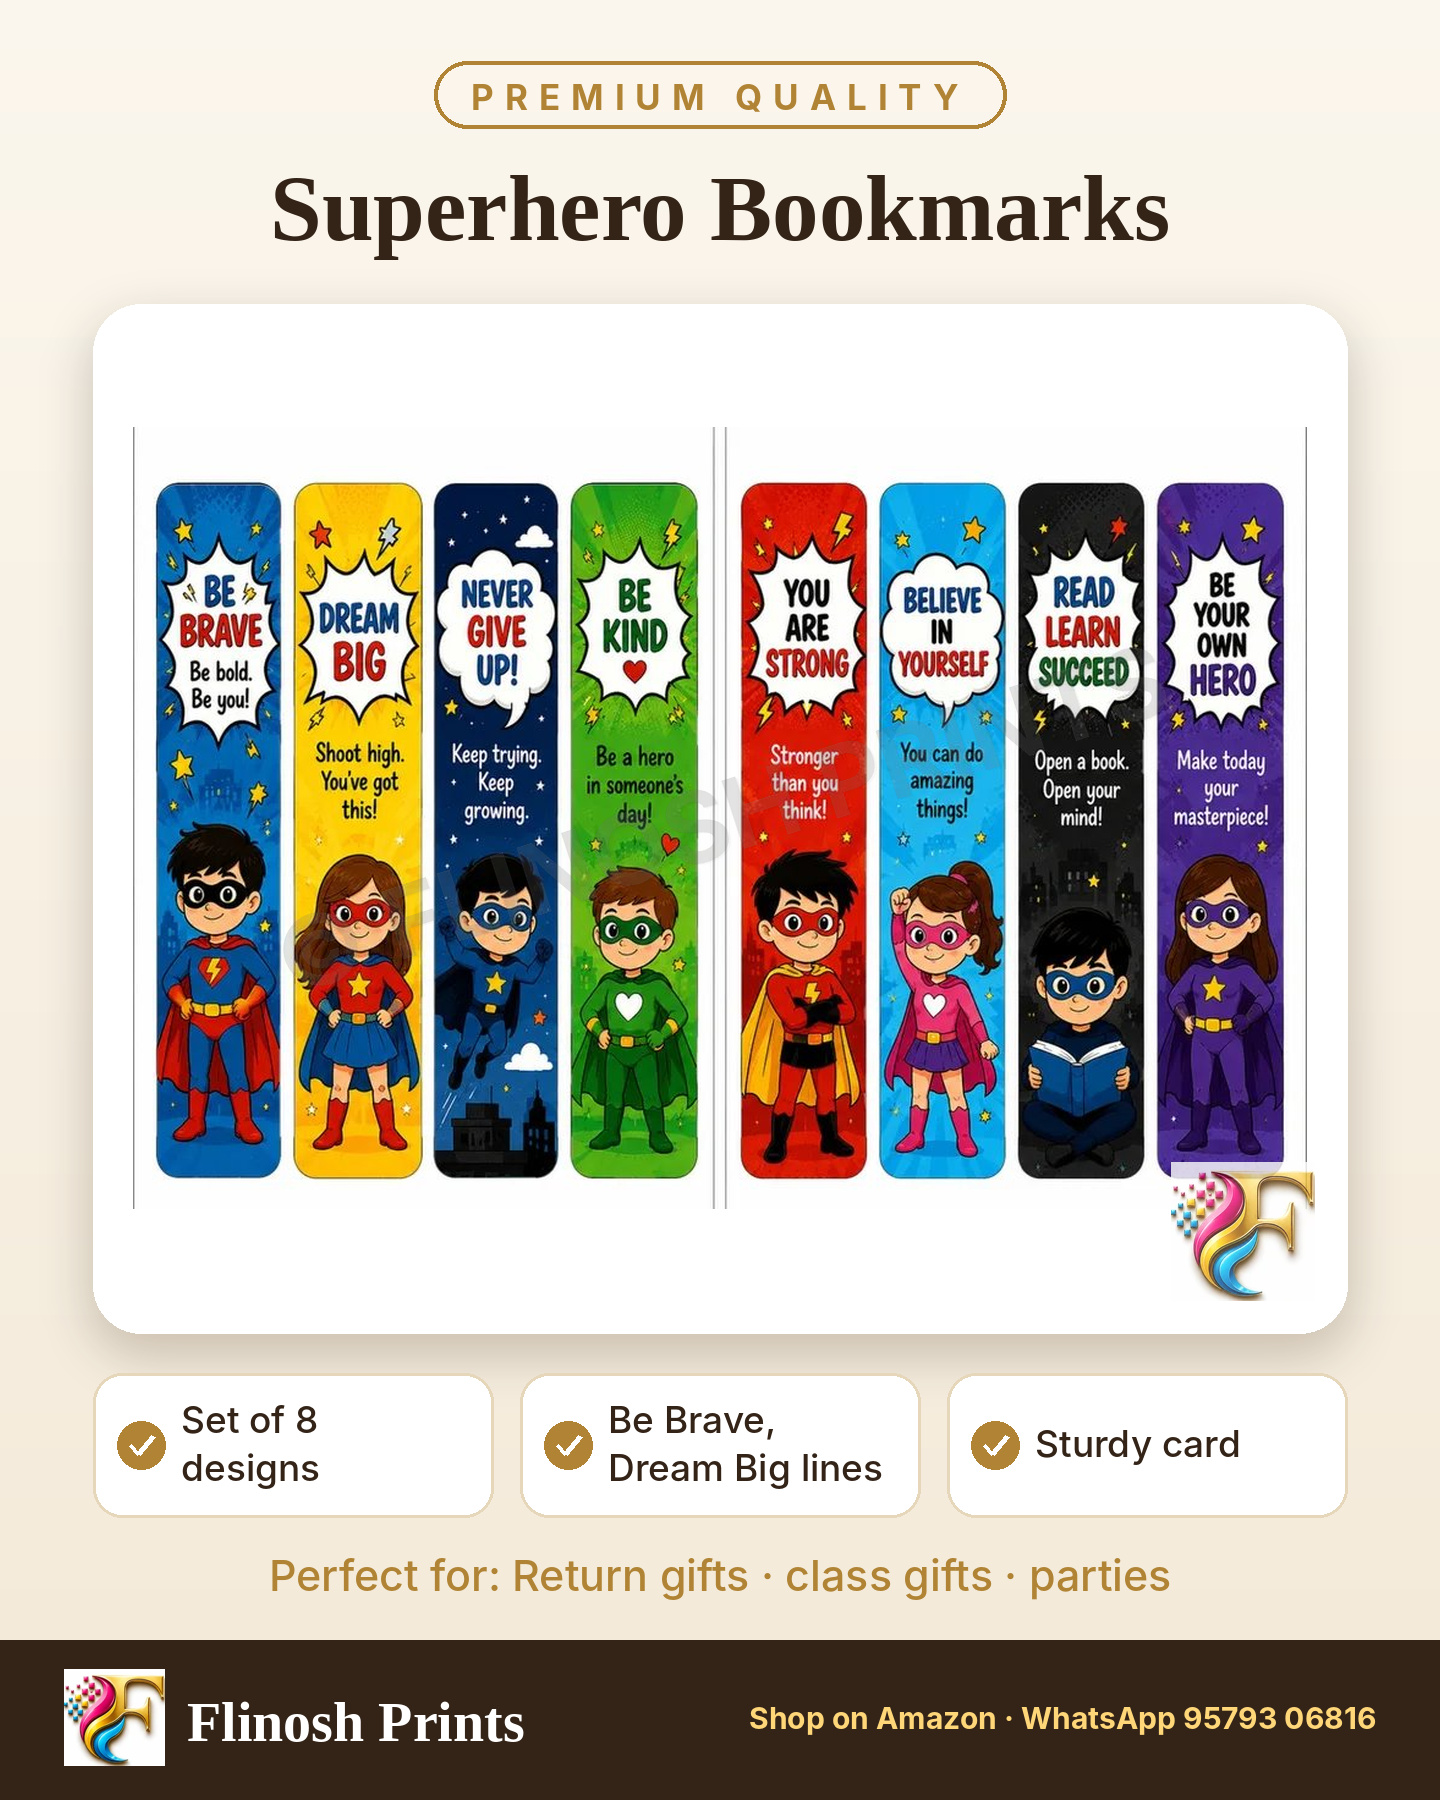 PREMIUM QUALITY
Superhero Bookmarks
BE
BRAVE
Be bold.
Be you!
DREAM
BIG
Shoot high.
You've got
this!
NEVER
GIVE
UP!
Keep trying.
Keep
growing.
BE
KIND
Be a hero
in someone's
day!
YOU
ARE
STRONG
Stronger
than you
think!
BELIEVE
IN
YOURSELF
You can do
amazing
things!
READ
LEARN
SUCCEED
Open a book.
Open your
mind!
BE
YOUR
OWN
HERO
Make today
your
masterpiece!
F
Set of 8
designs
Be Brave,
Dream Big lines
Sturdy card
Perfect for: Return gifts · class gifts · parties
F
Flinosh Prints
Shop on Amazon · WhatsApp 95793 06816